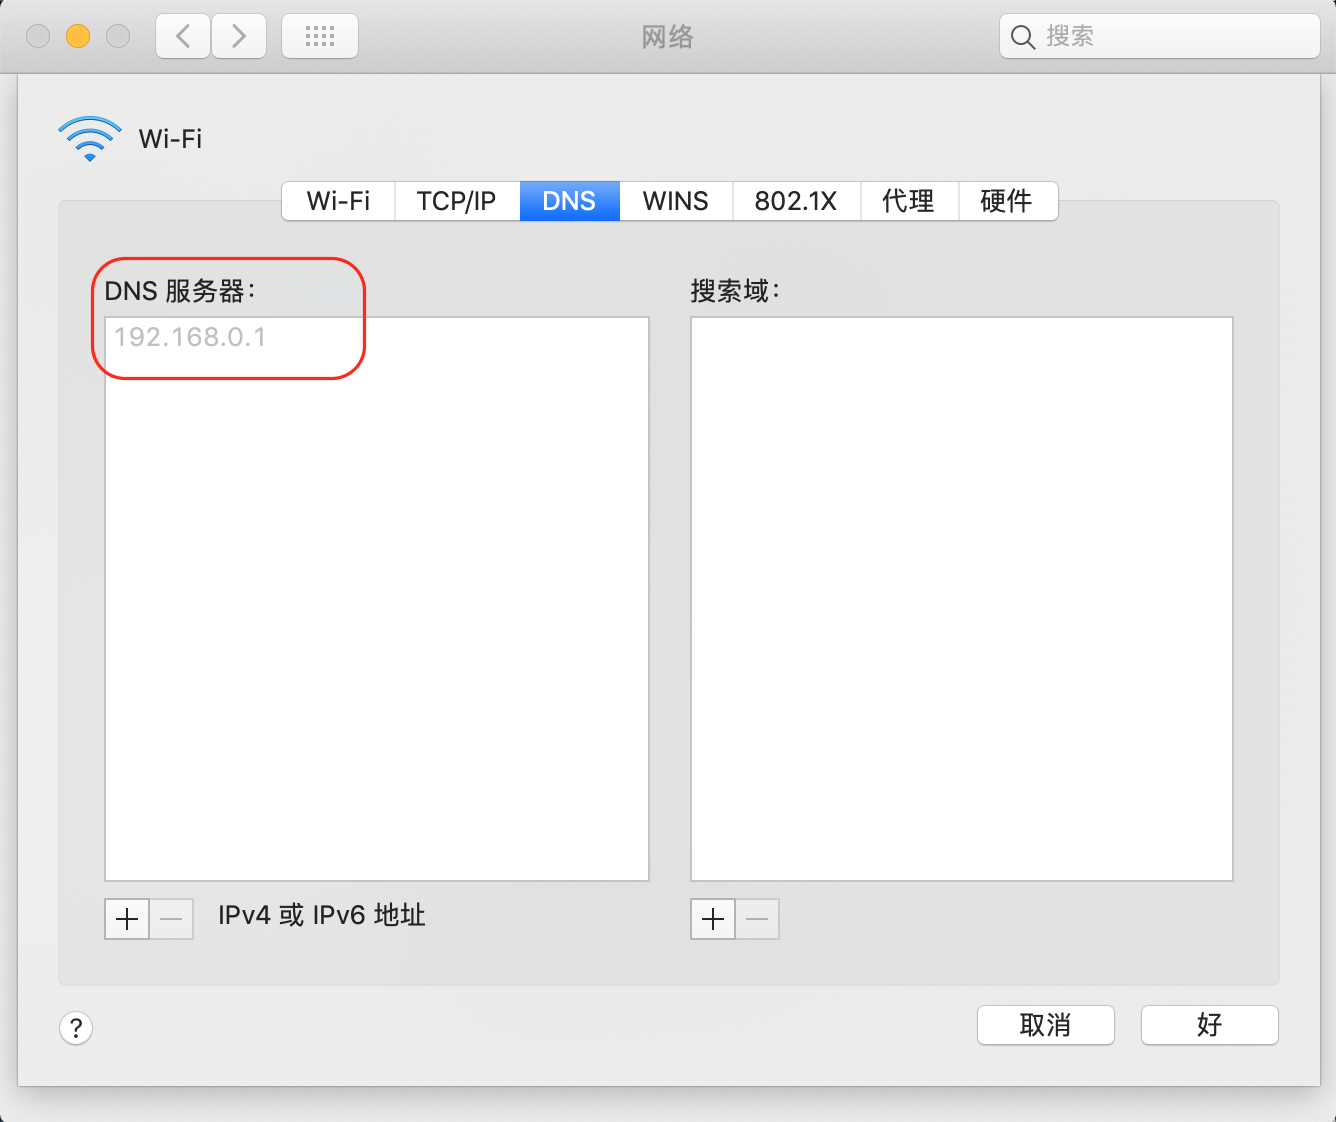 网络
搜索
Wi-Fi
Wi-Fi
TCP/IP
DNS
WINS
802.1X
代理
硬件
DNS 服务器：
搜索域：
192.168.0.1
IPv4 或 IPv6 地址
?
取消
好